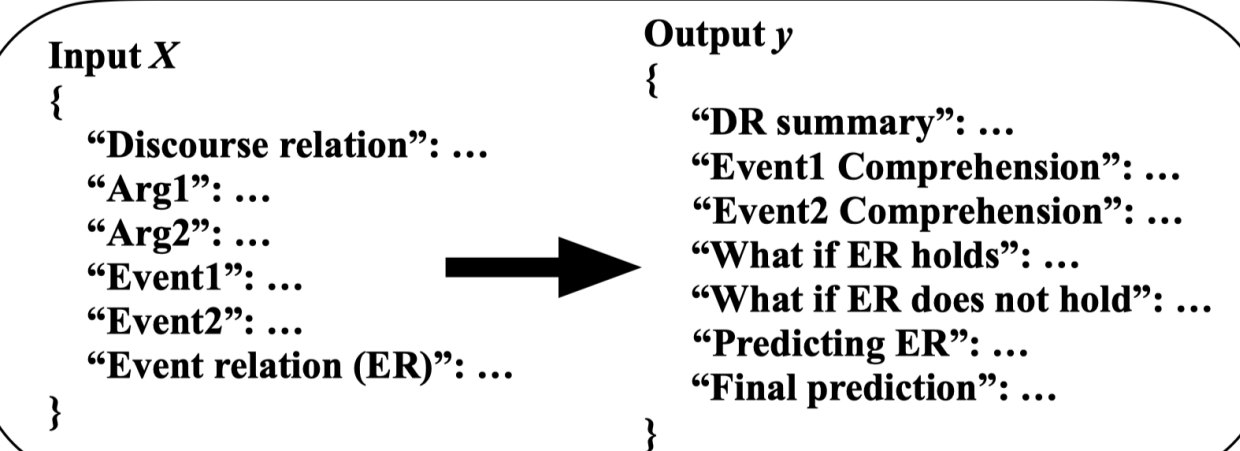 Input X
{
“Discourse relation”: …
“Arg1”: …
“Arg2”: …
“Event1”: …
“Event2”: …
“Event relation (ER)”: …
}
Output y
{
“DR summary”: …
“Event1 Comprehension”: …
“Event2 Comprehension”: …
“What if ER holds”: …
“What if ER does not hold”: …
“Predicting ER”: …
“Final prediction”: …
}